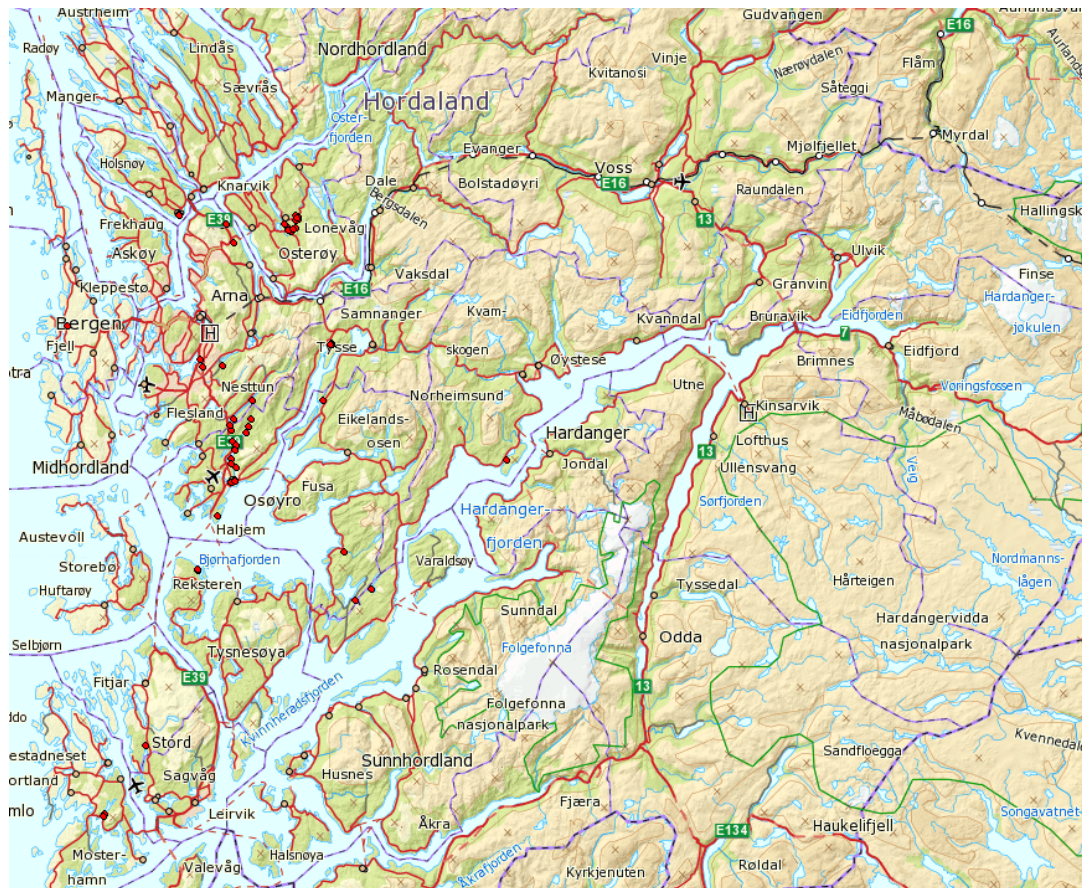 Austrheim
Gudvangen
E16
Radøy
Lindås
Nordhordland
Vinje
Nærøydalen
Flåm
Kvitanosi
Såteggi
Sævrås
Manger
Hordaland
Oster-
fjorden
Myrdal
Evanger
Mjølfjellet
Holsnøy
Voss
Knarvik
Dale
E16
Bolstadøyri
Raundalen
Bergsdalen
Hallingsk
Frekhaug
E39
Lonevåg
13
Askøy
Osterøy
Ulvik
Vaksdal
Finse
Kleppestø
Arna
E16
Granvin
Hardanger-
jøkulen
Samnanger
Kvam-
Kvanndal
Bruravik
Eidfjorden
Bergen
H
7
Fjell
Tysse
skogen
Øystese
Brimnes
Eidfjord
Nesttun
Norheimsund
Utne
Vøringsfossen
Flesland
Eikelands-
osen
Kinsarvik
H
Måbødalen
Hardanger
Lofthus
13
Midhordland
Jondal
Ullensvang
Veig
Fusa
Osøyro
Sørfjorden
Hardanger-
fjorden
Haljem
Austevoll
Bjørnafjorden
Varaldsøy
Nordmanns-
lågen
Storebø
Reksteren
Tyssedal
Hårteigen
Huftarøy
Sunndal
Hardangervidda
nasjonalpark
Selbjørn
Tysnesøya
Odda
Folgefonna
Fitjar
E39
Rosendal
13
Kvinnheradsfjorden
Folgefonna
nasjonalpark
Stord
Sandfloegga
Kvennedal
Sagvåg
Husnes
Sunnhordland
Leirvik
Fjæra
Songavatnet
Åkra
E134
Haukelifjell
Moster-
hamn
Halsnøya
Valevåg
Åkrafjorden
Kyrkjenuten
Røldal